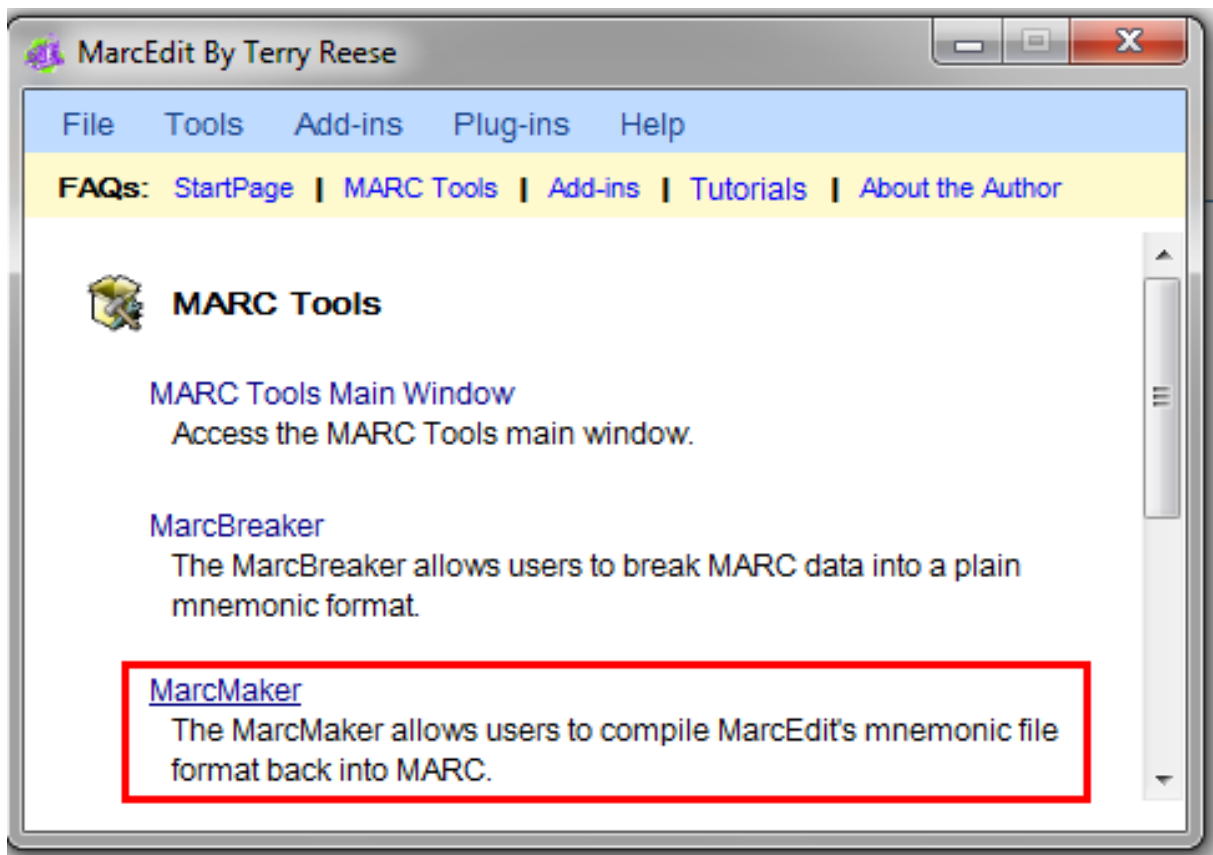 MarcEdit By Terry Reese
File Tools Add-ins Plug-ins Help
FAQs: StartPage | MARC Tools | Add-ins | Tutorials | About the Author
MARC Tools
MARC Tools Main Window
Access the MARC Tools main window.
MarcBreaker
The MarcBreaker allows users to break MARC data into a plain
mnemonic format.
MarcMaker
The MarcMaker allows users to compile MarcEdit's mnemonic file
format back into MARC.